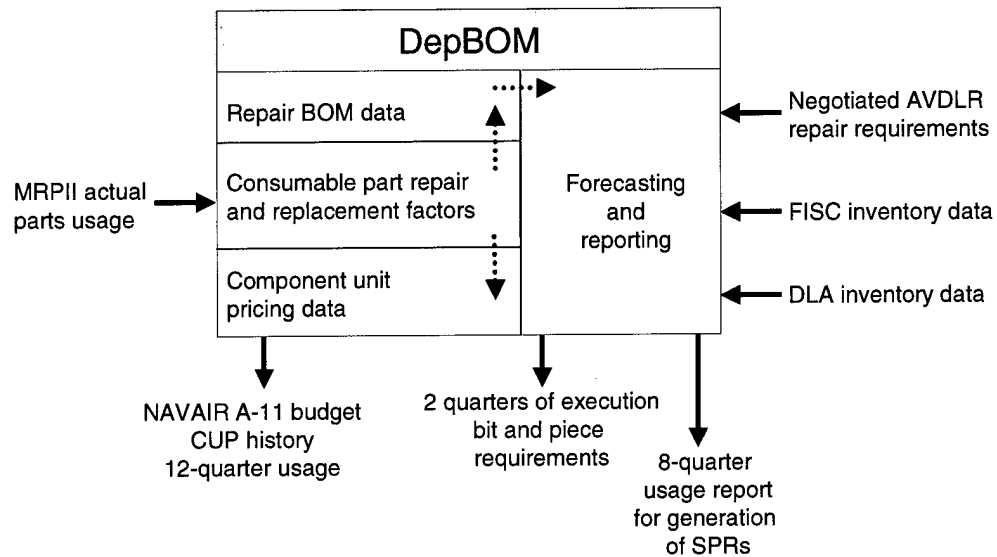 DepBOM
Repair BOM data
Consumable part repair
and replacement factors
Component unit
pricing data
Forecasting
and
reporting
MRPII actual
parts usage
Negotiated AVDLR
repair requirements
FISC inventory data
DLA inventory data
NAVAIR A-11 budget
CUP history
12-quarter usage
2 quarters of execution
bit and piece
requirements
8-quarter
usage report
for generation
of SPRs